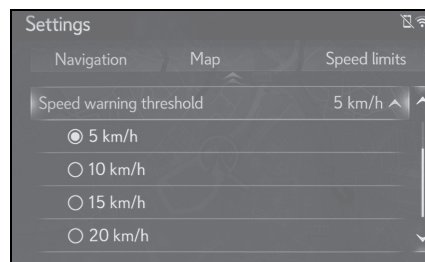 Settings
Navigation Map Speed limits
Speed warning threshold 5 km/h
5 km/h
10 km/h
15 km/h
20 km/h